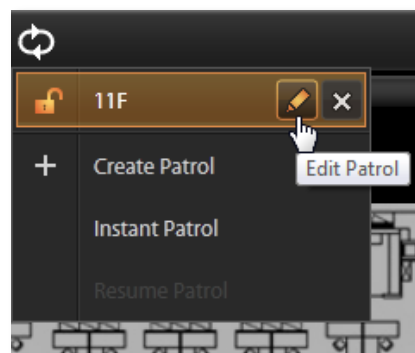 11F
Create Patrol
Edit Patrol
Instant Patrol
Resume Patrol